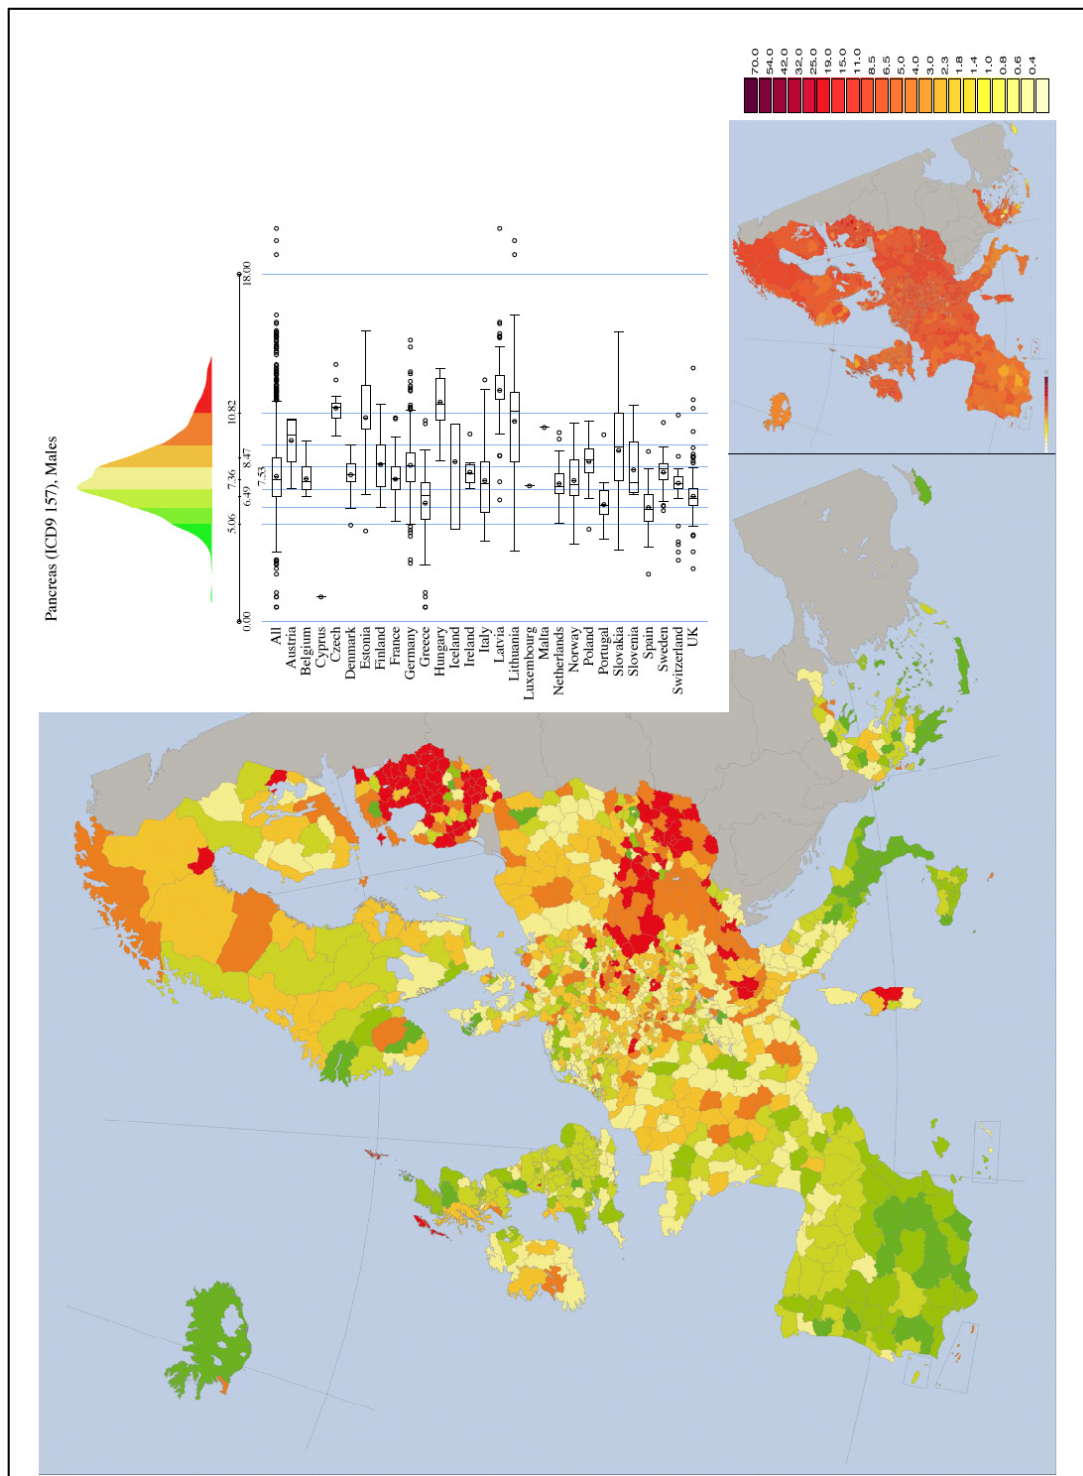 Pancreas (ICD9 157), Males
0.00
5.06
6.49
7.36
7.53
8.47
10.82
18.00
All
Austria
Belgium
Cyprus
Czech
Denmark
Estonia
Finland
France
Germany
Greece
Hungary
Iceland
Ireland
Italy
Latvia
Lithuania
Luxembourg
Malta
Netherlands
Norway
Poland
Portugal
Slovakia
Slovenia
Spain
Sweden
Switzerland
UK
70.0
54.0
42.0
32.0
25.0
19.0
15.0
11.0
8.5
6.5
5.0
4.0
3.0
2.3
1.8
1.4
1.0
0.8
0.6
0.4